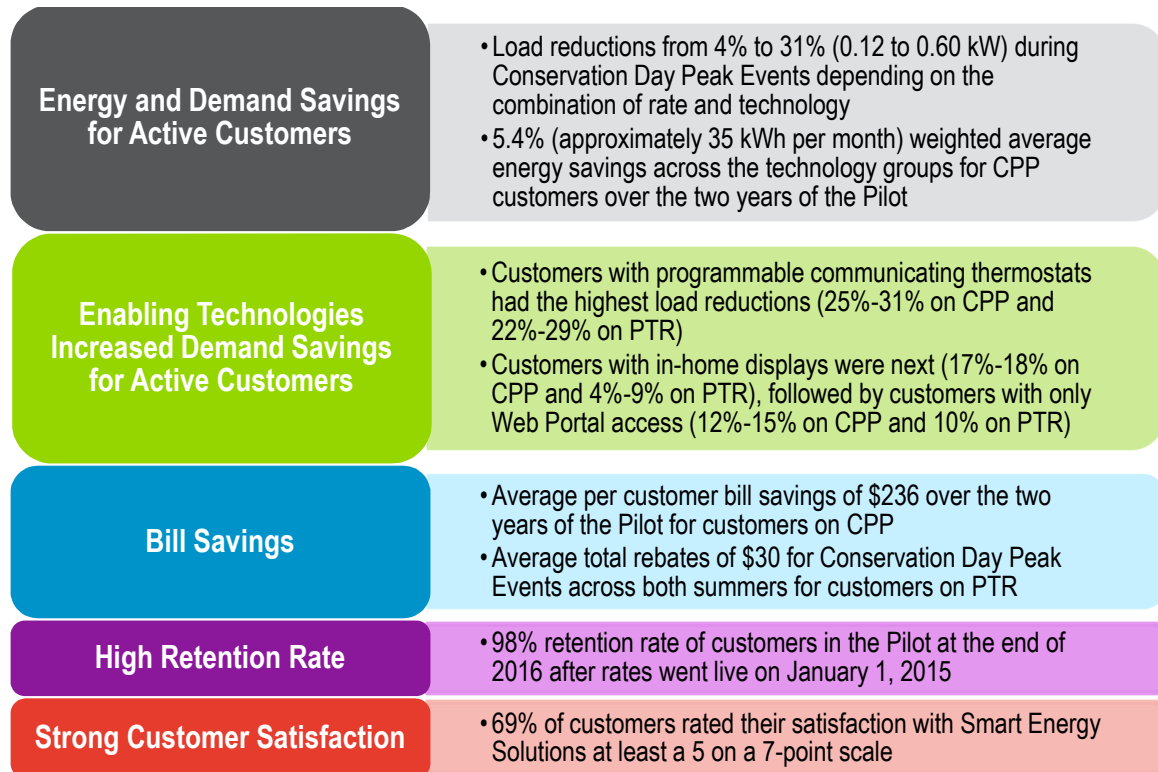 Energy and Demand Savings
for Active Customers
•Load reductions from 4% to 31% (0.12 to 0.60 kW) during
Conservation Day Peak Events depending on the
combination of rate and technology
•5.4% (approximately 35 kWh per month) weighted average
energy savings across the technology groups for CPP
customers over the two years of the Pilot
Enabling Technologies
Increased Demand Savings
for Active Customers
•Customers with programmable communicating thermostats
had the highest load reductions (25%-31% on CPP and
22%-29% on PTR)
•Customers with in-home displays were next (17%-18% on
CPP and 4%-9% on PTR), followed by customers with only
Web Portal access (12%-15% on CPP and 10% on PTR)
Bill Savings
•Average per customer bill savings of $236 over the two
years of the Pilot for customers on CPP
•Average total rebates of $30 for Conservation Day Peak
Events across both summers for customers on PTR
High Retention Rate
•98% retention rate of customers in the Pilot at the end of
2016 after rates went live on January 1, 2015
Strong Customer Satisfaction
•69% of customers rated their satisfaction with Smart Energy
Solutions at least a 5 on a 7-point scale